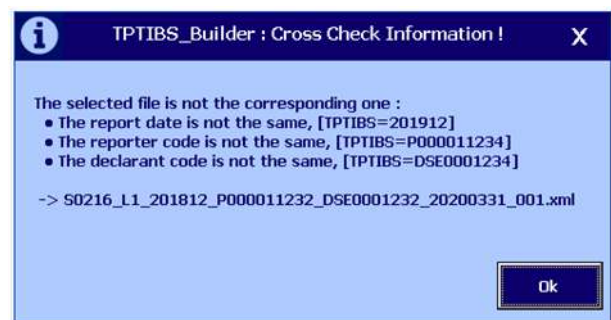 TPTIBS_Builder : Cross Check Information !
X
The selected file is not the corresponding one :
• The report date is not the same, [TPTIBS=201912]
• The reporter code is not the same, [TPTIBS=P000011234]
• The declarant code is not the same, [TPTIBS=DSE0001234]
-> S0216_L1_201812_P000011232_DSE0001232_20200331_001.xml
Ok